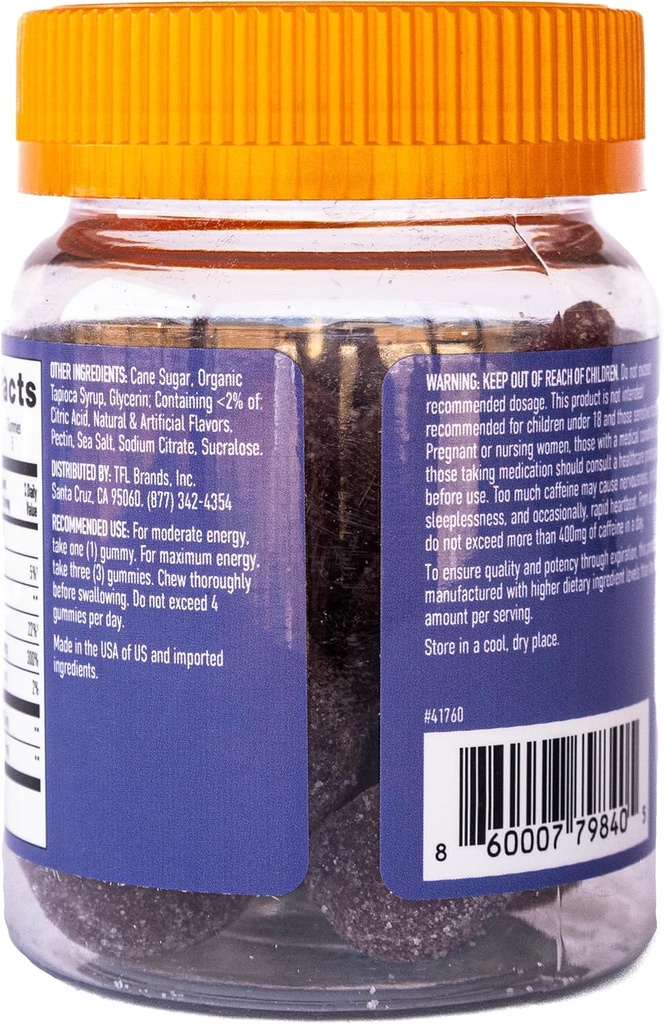 acts
% Daily
Value
5%
**
22%
300%
2%
**
**
OTHER INGREDIENTS: Cane Sugar, Organic
Tapioca Syrup, Glycerin; Containing <2% of:
Citric Acid, Natural & Artificial Flavors,
Pectin, Sea Salt, Sodium Citrate, Sucralose.
DISTRIBUTED BY: TFL Brands, Inc.
Santa Cruz, CA 95060. (877) 342-4354
RECOMMENDED USE: For moderate energy,
take one (1) gummy. For maximum energy,
take three (3) gummies. Chew thoroughly
before swallowing. Do not exceed 4
gummies per day.
Made in the USA of US and imported
ingredients.
WARNING: KEEP OUT OF REACH OF CHILDREN. Do not exceed
recommended dosage. This product is not intended
recommended for children under 18 and those
Pregnant or nursing women, those with a medical
those taking medication should consult a healthcare
before use. Too much caffeine may cause
sleeplessness, and occasionally, rapid heartbeat.
do not exceed more than 400mg of caffeine in a day.
To ensure quality and potency through expiration,
manufactured with higher dietary ingredient levels
amount per serving.
Store in a cool, dry place.
#41760
8 60007 79840 5